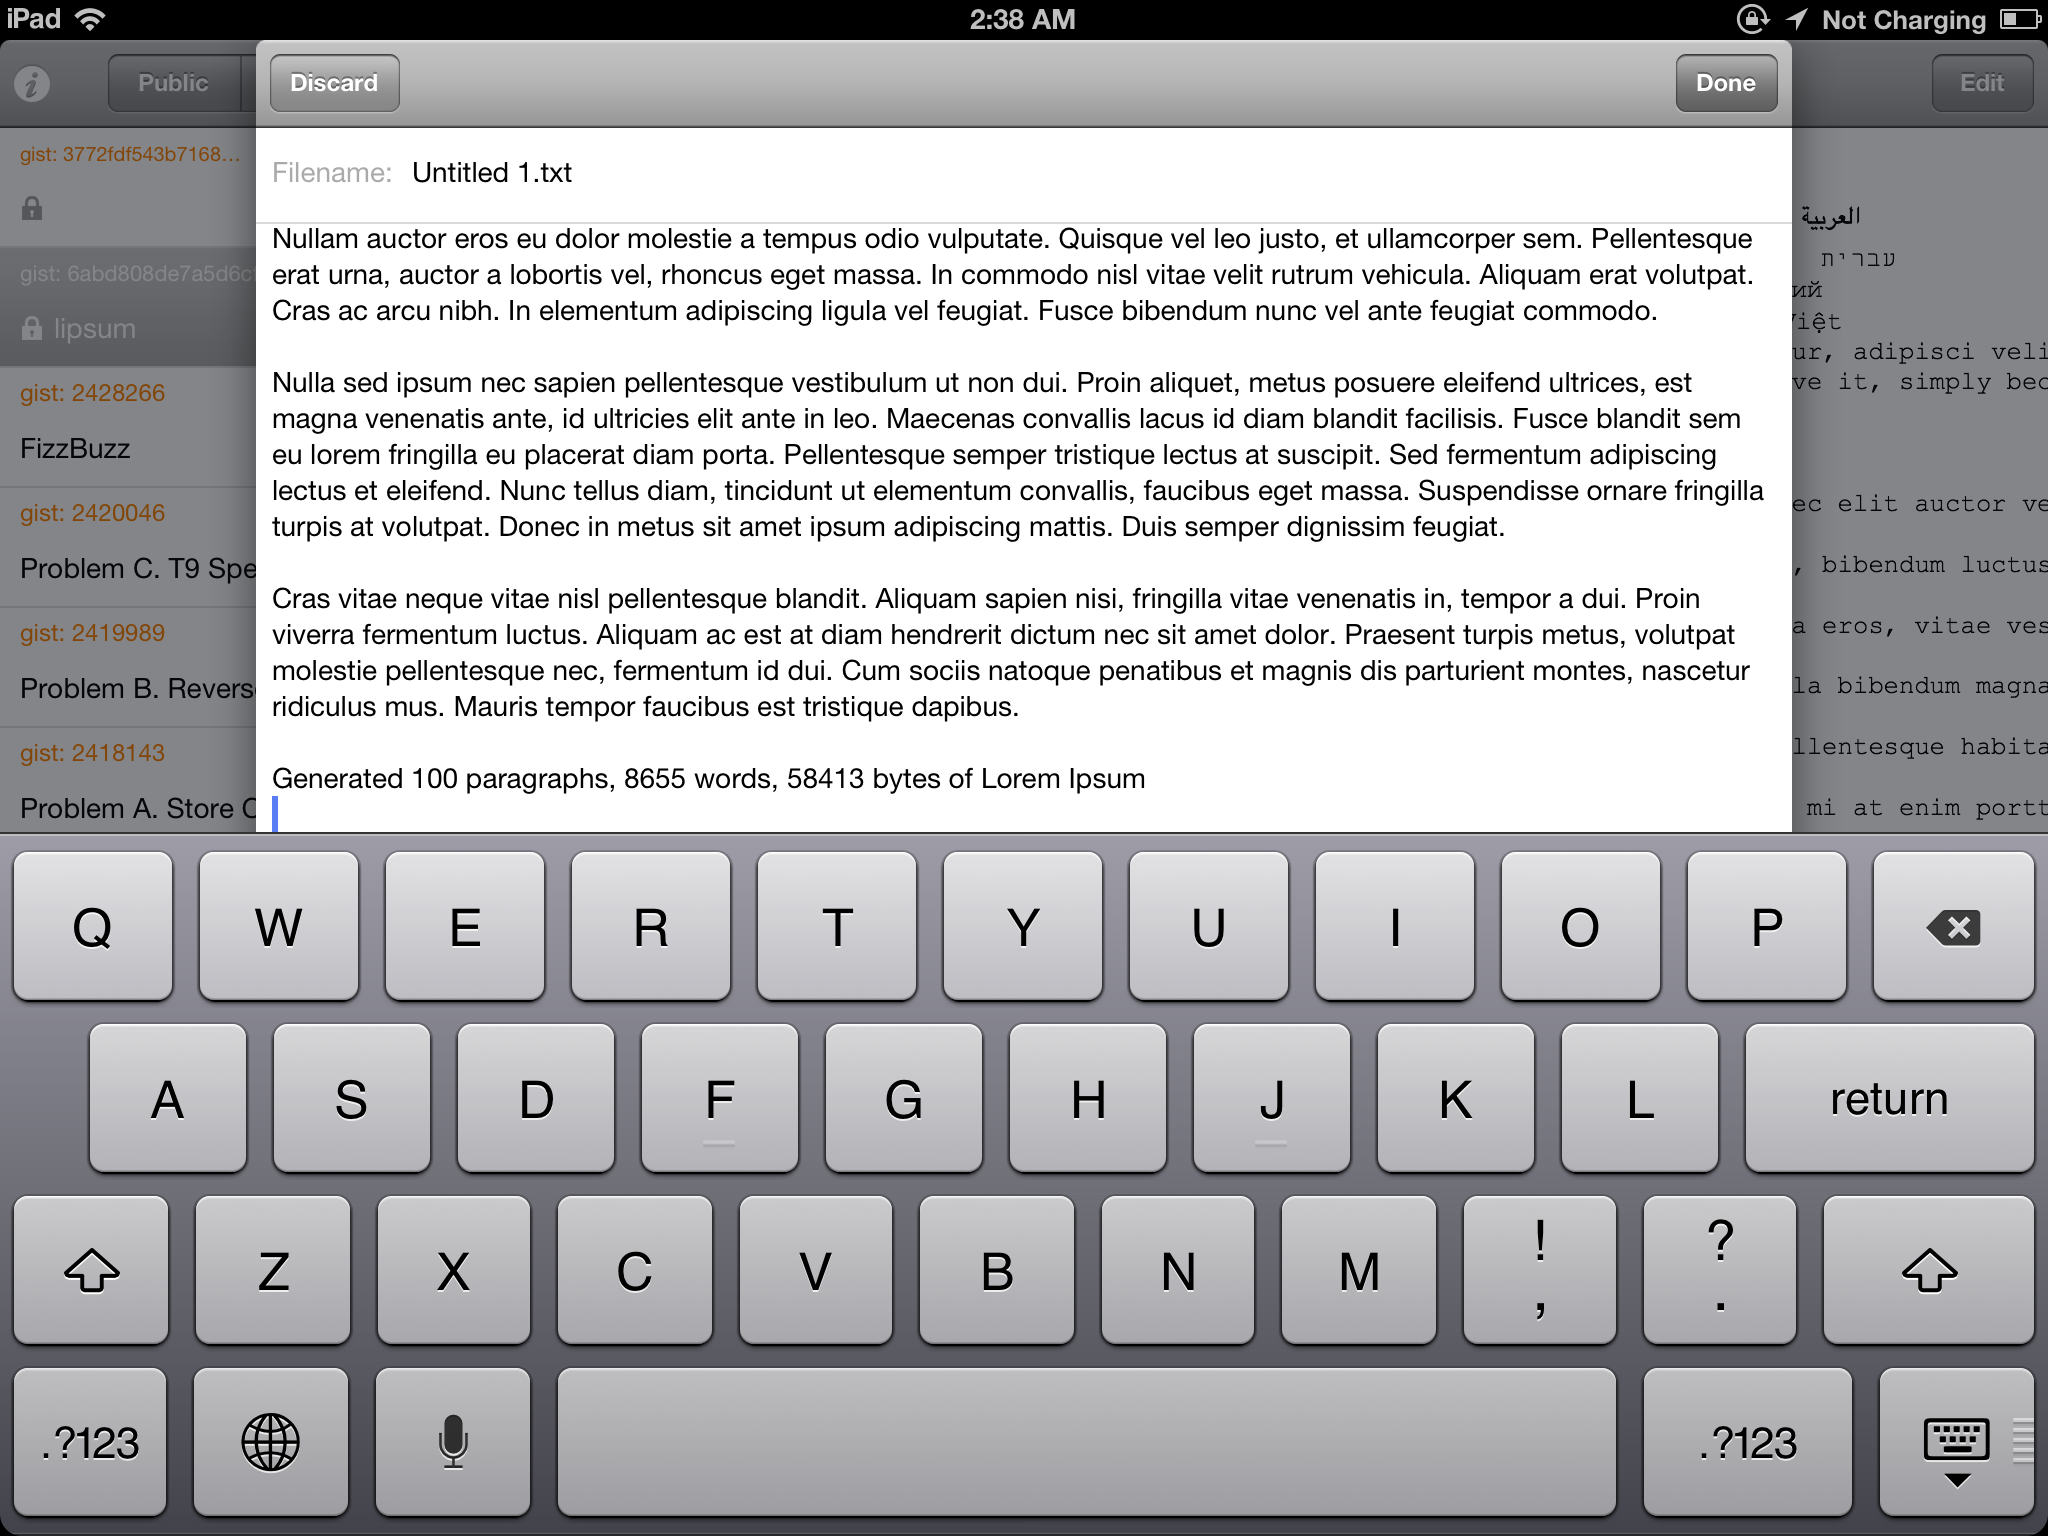 iPad
2:38 AM
Not Charging
Public
Discard
Done
Edit
gist: 3772fdf543b7168...
gist: 6abd808de7a5d6c
lipsum
gist: 2428266
FizzBuzz
gist: 2420046
Problem C. T9 Spe
gist: 2419989
Problem B. Revers
gist: 2418143
Problem A. Store C
Filename: Untitled 1.txt
Nullam auctor eros eu dolor molestie a tempus odio vulputate. Quisque vel leo justo, et ullamcorper sem. Pellentesque
erat urna, auctor a lobortis vel, rhoncus eget massa. In commodo nisl vitae velit rutrum vehicula. Aliquam erat volutpat.
Cras ac arcu nibh. In elementum adipiscing ligula vel feugiat. Fusce bibendum nunc vel ante feugiat commodo.
Nulla sed ipsum nec sapien pellentesque vestibulum ut non dui. Proin aliquet, metus posuere eleifend ultrices, est
magna venenatis ante, id ultricies elit ante in leo. Maecenas convallis lacus id diam blandit facilisis. Fusce blandit sem
eu lorem fringilla eu placerat diam porta. Pellentesque semper tristique lectus at suscipit. Sed fermentum adipiscing
lectus et eleifend. Nunc tellus diam, tincidunt ut elementum convallis, faucibus eget massa. Suspendisse ornare fringilla
turpis at volutpat. Donec in metus sit amet ipsum adipiscing mattis. Duis semper dignissim feugiat.
Cras vitae neque vitae nisl pellentesque blandit. Aliquam sapien nisi, fringilla vitae venenatis in, tempor a dui. Proin
viverra fermentum luctus. Aliquam ac est at diam hendrerit dictum nec sit amet dolor. Praesent turpis metus, volutpat
molestie pellentesque nec, fermentum id dui. Cum sociis natoque penatibus et magnis dis parturient montes, nascetur
ridiculus mus. Mauris tempor faucibus est tristique dapibus.
Generated 100 paragraphs, 8655 words, 58413 bytes of Lorem Ipsum
العربية
עברית
ий
Việt
ur, adipisci veli
ve it, simply bec
ec elit auctor ve
, bibendum luctus
a eros, vitae ves
la bibendum magna
llentesque habita
mi at enim portt
Q W E R T Y U I O P
A S D F G H J K L return
Z X C V B N M ! , ? .
.?123 .?123